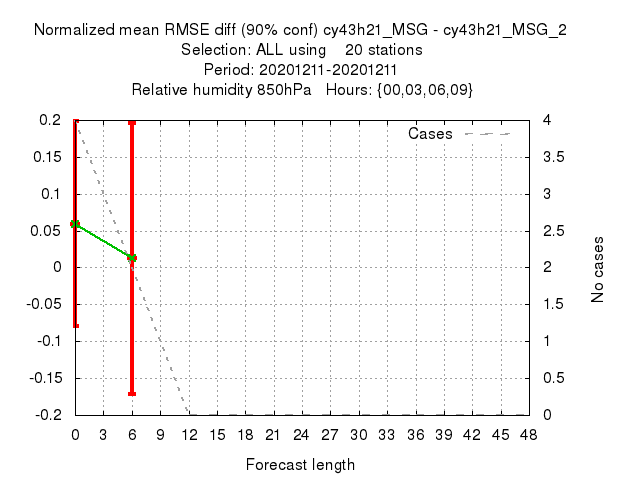 Normalized mean RMSE diff (90% conf) cy43h21_MSG - cy43h21_MSG_2
Selection: ALL using 20 stations
Period: 20201211-20201211
Relative humidity 850hPa Hours: {00,03,06,09}
Cases
0.2
0.15
0.1
0.05
0
-0.05
-0.1
-0.15
-0.2
4
3.5
3
2.5
2
1.5
1
0.5
0
No cases
0 3 6 9 12 15 18 21 24 27 30 33 36 39 42 45 48
Forecast length